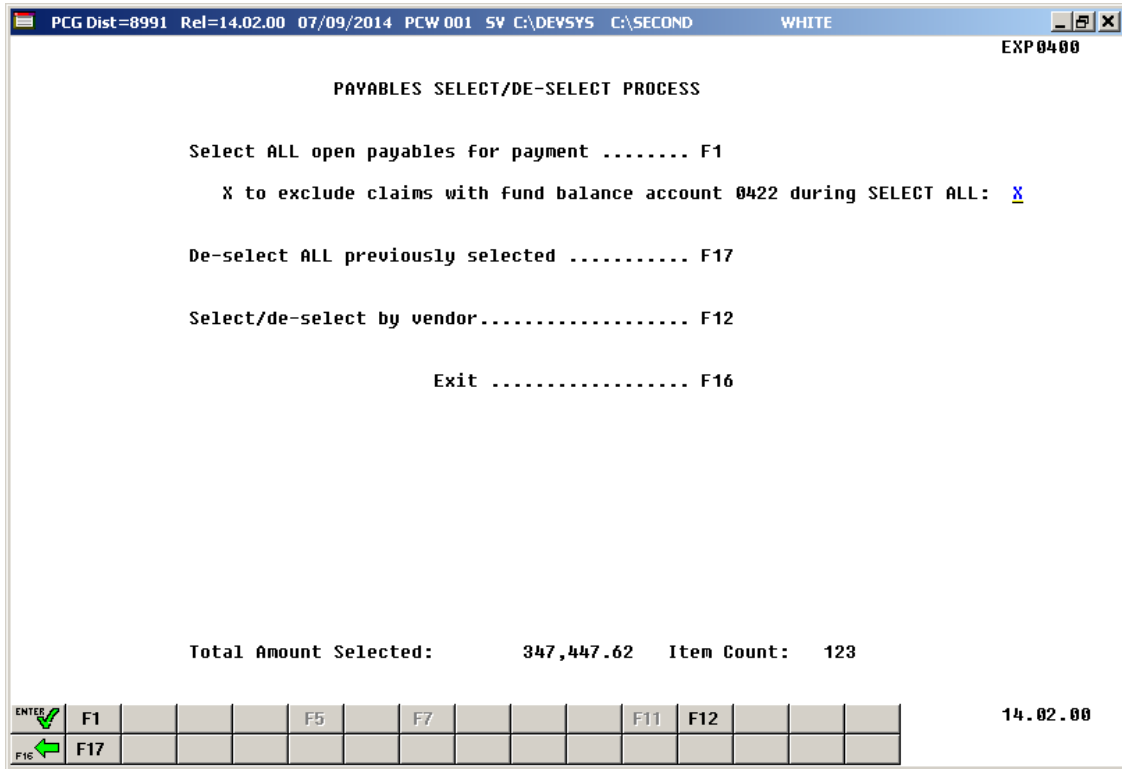 PCG Dist=8991 Rel=14.02.00 07/09/2014 PCW 001 SV C:\DEVSYS C:\SECOND WHITE
EXP0400
PAYABLES SELECT/DE-SELECT PROCESS
Select ALL open payables for payment ........ F1
X to exclude claims with fund balance account 0422 during SELECT ALL: X
De-select ALL previously selected ........... F17
Select/de-select by vendor................... F12
Exit .................. F16
Total Amount Selected: 347,447.62 Item Count: 123
ENTER F1 F5 F7 F11 F12 14.02.00
F16 F17